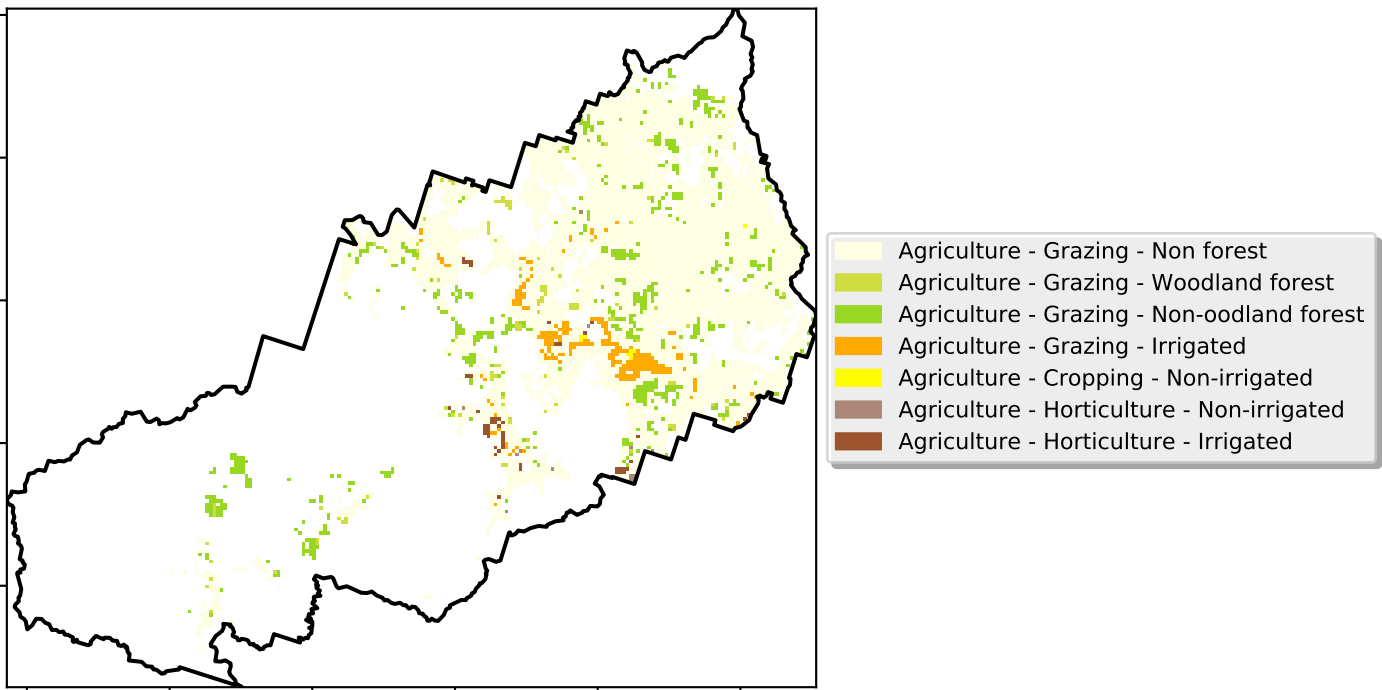 Agriculture - Grazing - Non forest
Agriculture - Grazing - Woodland forest
Agriculture - Grazing - Non-oodland forest
Agriculture - Grazing - Irrigated
Agriculture - Cropping - Non-irrigated
Agriculture - Horticulture - Non-irrigated
Agriculture - Horticulture - Irrigated